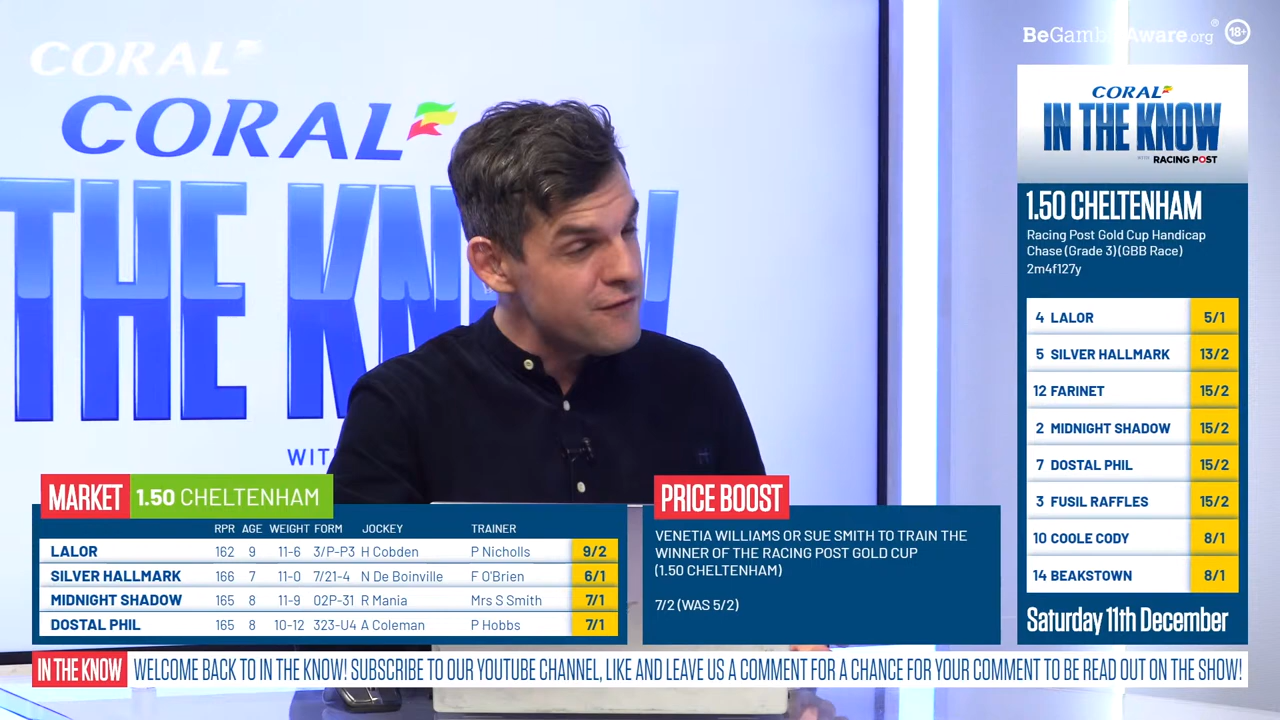 CORAL
BeGambleAware.org® 18+
CORAL
THE KNOW
WITH
CORAL
IN THE KNOW
WITH RACING POST
1.50 CHELTENHAM
Racing Post Gold Cup Handicap
Chase (Grade 3) (GBB Race)
2m4f127y
4 LALOR 5/1
5 SILVER HALLMARK 13/2
12 FARINET 15/2
2 MIDNIGHT SHADOW 15/2
7 DOSTAL PHIL 15/2
3 FUSIL RAFFLES 15/2
10 COOLE CODY 8/1
14 BEAKSTOWN 8/1
Saturday 11th December
MARKET 1.50 CHELTENHAM
RPR AGE WEIGHT FORM JOCKEY TRAINER
LALOR 162 9 11-6 3/P-P3 H Cobden P Nicholls 9/2
SILVER HALLMARK 166 7 11-0 7/21-4 N De Boinville F O'Brien 6/1
MIDNIGHT SHADOW 165 8 11-9 02P-31 R Mania Mrs S Smith 7/1
DOSTAL PHIL 165 8 10-12 323-U4 A Coleman P Hobbs 7/1
PRICE BOOST
VENETIA WILLIAMS OR SUE SMITH TO TRAIN THE
WINNER OF THE RACING POST GOLD CUP
(1.50 CHELTENHAM)
7/2 (WAS 5/2)
IN THE KNOW WELCOME BACK TO IN THE KNOW! SUBSCRIBE TO OUR YOUTUBE CHANNEL, LIKE AND LEAVE US A COMMENT FOR A CHANCE FOR YOUR COMMENT TO BE READ OUT ON THE SHOW!